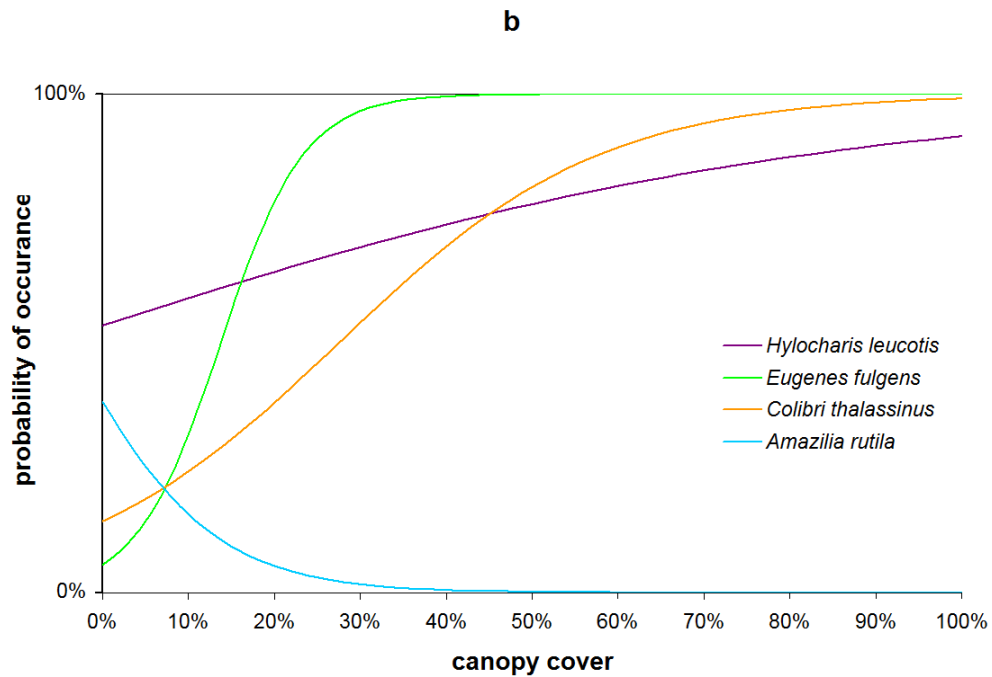 b
100%
probability of occurance
Hylocharis leucotis
Eugenes fulgens
Colibri thalassinus
Amazilia rutila
0%
0% 10% 20% 30% 40% 50% 60% 70% 80% 90% 100%
canopy cover